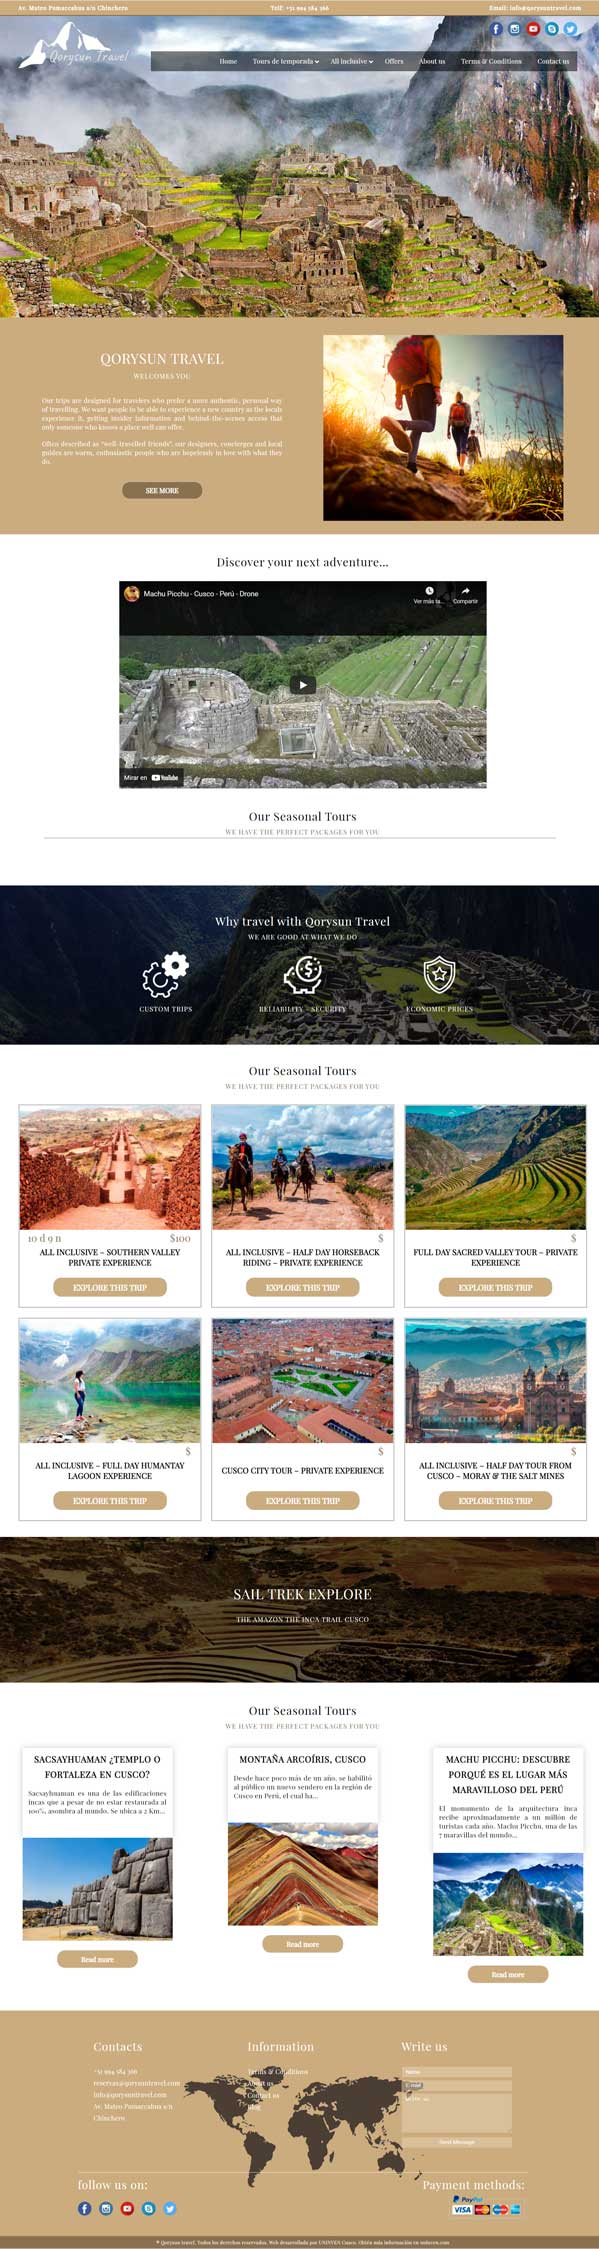 Av. Mateo Pumaccahua s/n Chinchero
Telf: +51 994 584 366
Email: info@qorysuntravel.com
Qorysun Travel
Home
Tours de temporada
All inclusive
Offers
About us
Terms & Conditions
Contact us
QORYSUN TRAVEL
WELCOMES YOU
Our trips are designed for travelers who prefer a more authentic, personal way
of travelling. We want people to be able to experience a new country as the locals
experience it, getting insider information and behind-the-scenes access that
only someone who knows a place well can offer.
Often described as "well-travelled friends", our designers, concierges and local
guides are warm, enthusiastic people who are hopelessly in love with what they
do.
SEE MORE
Discover your next adventure...
Machu Picchu - Cusco - Perú - Drone
Ver más ta...
Compartir
Mirar en YouTube
Our Seasonal Tours
WE HAVE THE PERFECT PACKAGES FOR YOU
Why travel with Qorysun Travel
WE ARE GOOD AT WHAT WE DO
CUSTOM TRIPS
RELIABILITY - SECURITY
ECONOMIC PRICES
Our Seasonal Tours
WE HAVE THE PERFECT PACKAGES FOR YOU
10 d 9 n
$100
ALL INCLUSIVE – SOUTHERN VALLEY
PRIVATE EXPERIENCE
EXPLORE THIS TRIP
$
ALL INCLUSIVE – HALF DAY HORSEBACK
RIDING – PRIVATE EXPERIENCE
EXPLORE THIS TRIP
$
FULL DAY SACRED VALLEY TOUR – PRIVATE
EXPERIENCE
EXPLORE THIS TRIP
$
ALL INCLUSIVE – FULL DAY HUMANTAY
LAGOON EXPERIENCE
EXPLORE THIS TRIP
$
CUSCO CITY TOUR – PRIVATE EXPERIENCE
EXPLORE THIS TRIP
$
ALL INCLUSIVE – HALF DAY TOUR FROM
CUSCO – MORAY & THE SALT MINES
EXPLORE THIS TRIP
SAIL TREK EXPLORE
THE AMAZON THE INCA TRAIL CUSCO
Our Seasonal Tours
WE HAVE THE PERFECT PACKAGES FOR YOU
SACSAYHUAMAN ¿TEMPLO O
FORTALEZA EN CUSCO?
Sacsayhuaman es una de las edificaciones
incas que a pesar de no estar restaurada al
100%, asombra al mundo. Se ubica a 2 Km...
Read more
MONTAÑA ARCOÍRIS, CUSCO
Desde hace poco más de un año, se habilitó
al público un nuevo sendero en la región de
Cusco en Perú, el cual ha...
Read more
MACHU PICCHU: DESCUBRE
PORQUÉ ES EL LUGAR MÁS
MARAVILLOSO DEL PERÚ
El monumento de la arquitectura inca
recibe aproximadamente a un millón de
turistas cada año. Machu Picchu, una de las
7 maravillas del mundo...
Read more
Contacts
+51 994 584 366
reservas@qorysuntravel.com
info@qorysuntravel.com
Av. Mateo Pumaccahua s/n
Chinchero
Information
Terms & Conditions
About us
Contact us
Blog
Write us
Name
E-mail
Send Message
follow us on:
Payment methods:
PayPal
VISA
® Qorysun travel. Todos los derechos reservados. Web desarrollada por UNINVEN Cusco. Obtén más información en